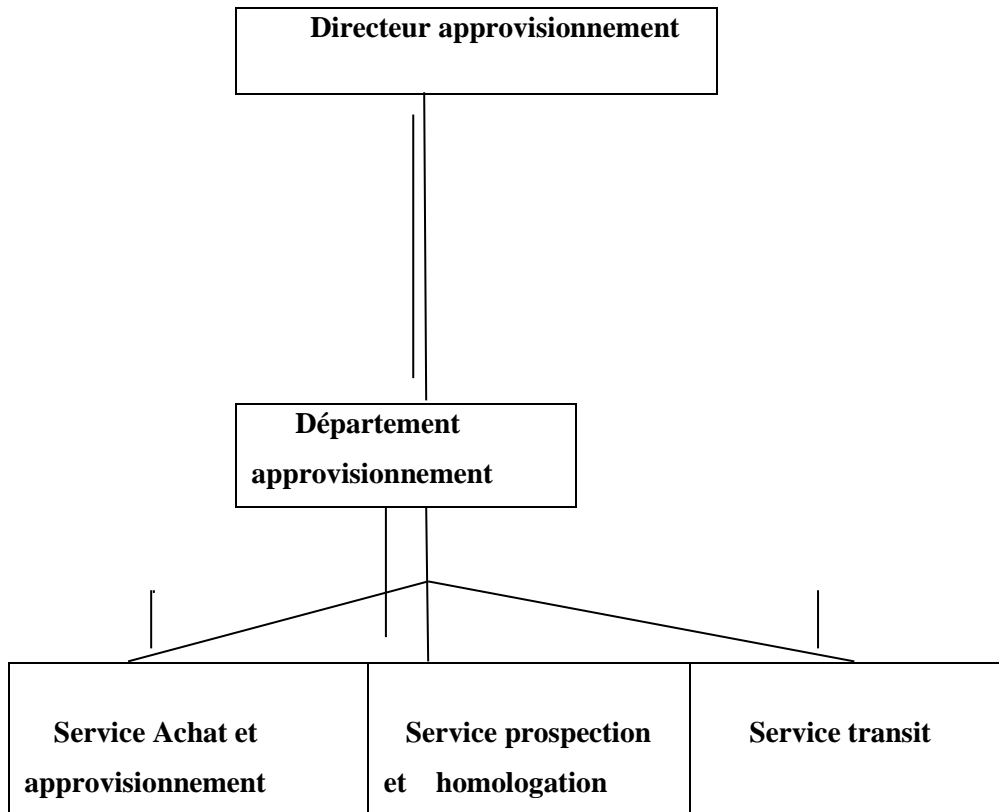 Directeur approvisionnement
Département
approvisionnement
Service Achat et
approvisionnement
Service prospection
et homologation
Service transit